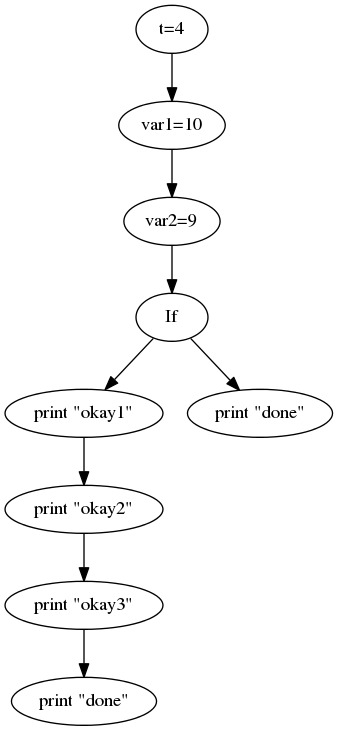 t=4
var1=10
var2=9
If
print "okay1"
print "done"
print "okay2"
print "okay3"
print "done"